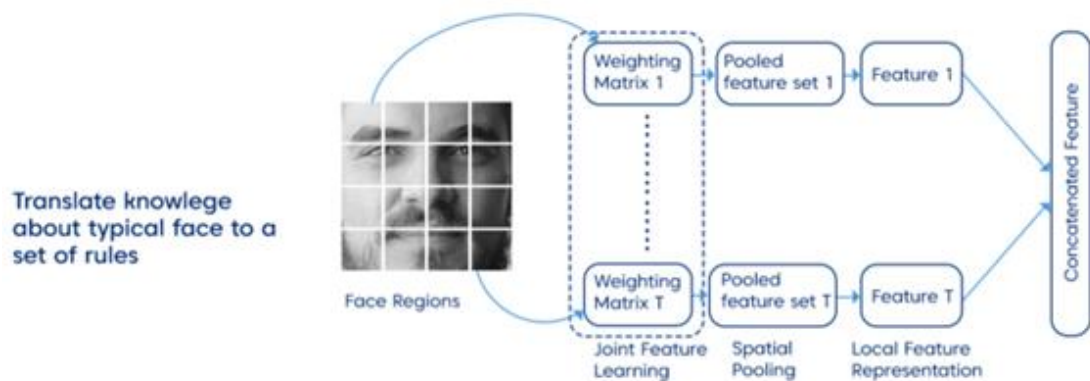 Translate knowlege
about typical face to a
set of rules
Face Regions
Weighting
Matrix 1
Pooled
feature set 1
Feature 1
Weighting
Matrix T
Pooled
feature set T
Feature T
Joint Feature
Learning
Spatial
Pooling
Local Feature
Representation
Concatenated Feature